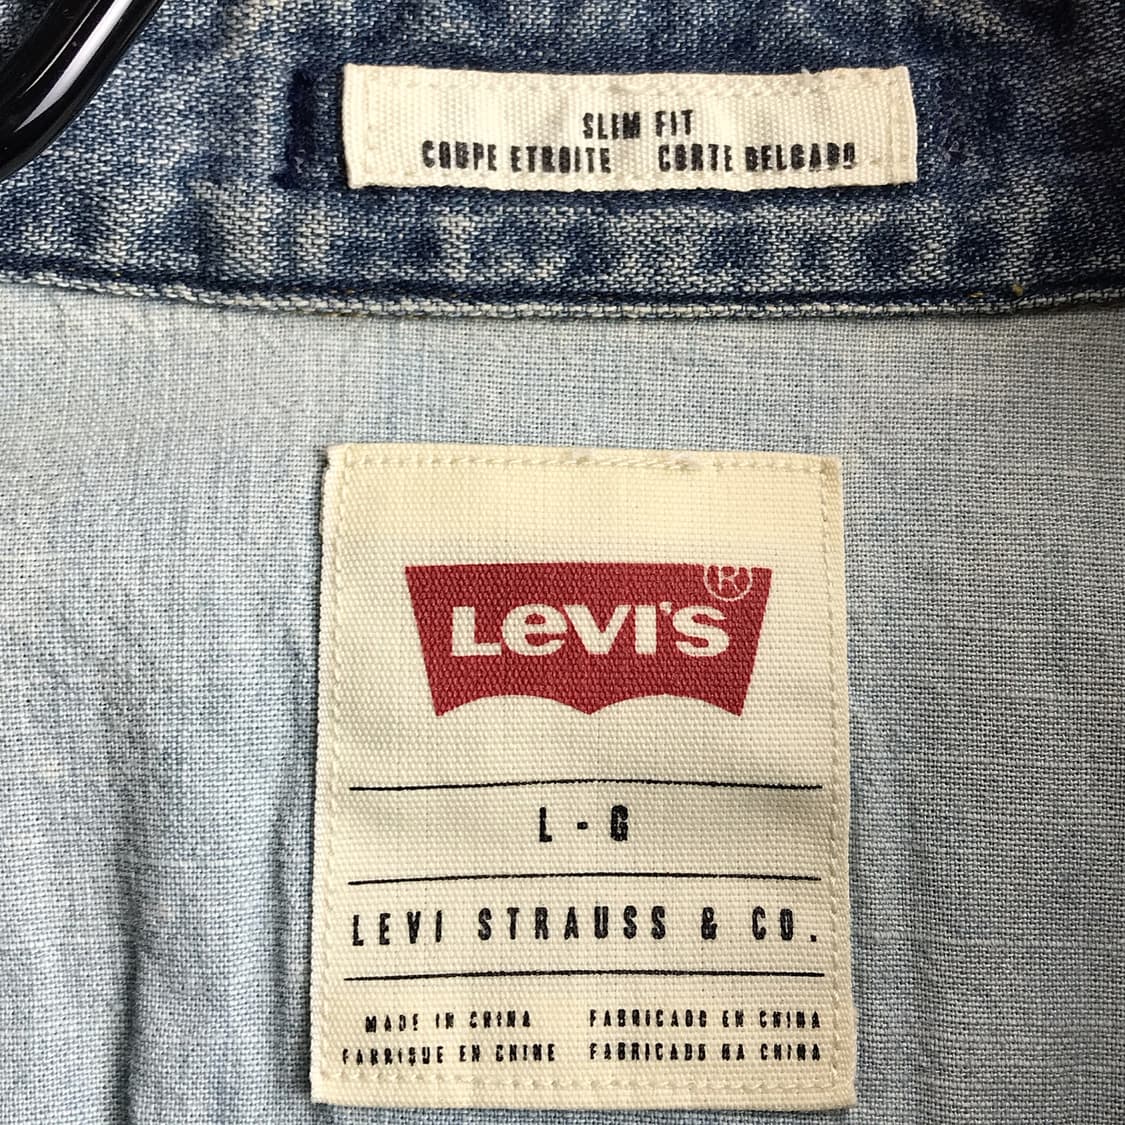 SLIM FIT
COUPE ETROITE CORTE DELGADO
LEVI'S®
L - G
LEVI STRAUSS & CO.
MADE IN CHINA FABRICADO EN CHINA
FABRIQUE EN CHINE FABRICADO NA CHINA